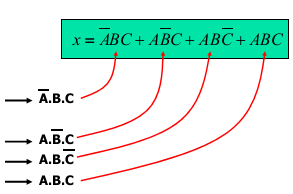 x = A̅BC + AB̅C + ABC̅ + ABC
A̅.B.C
A.B̅.C
A.B.C̅
A.B.C